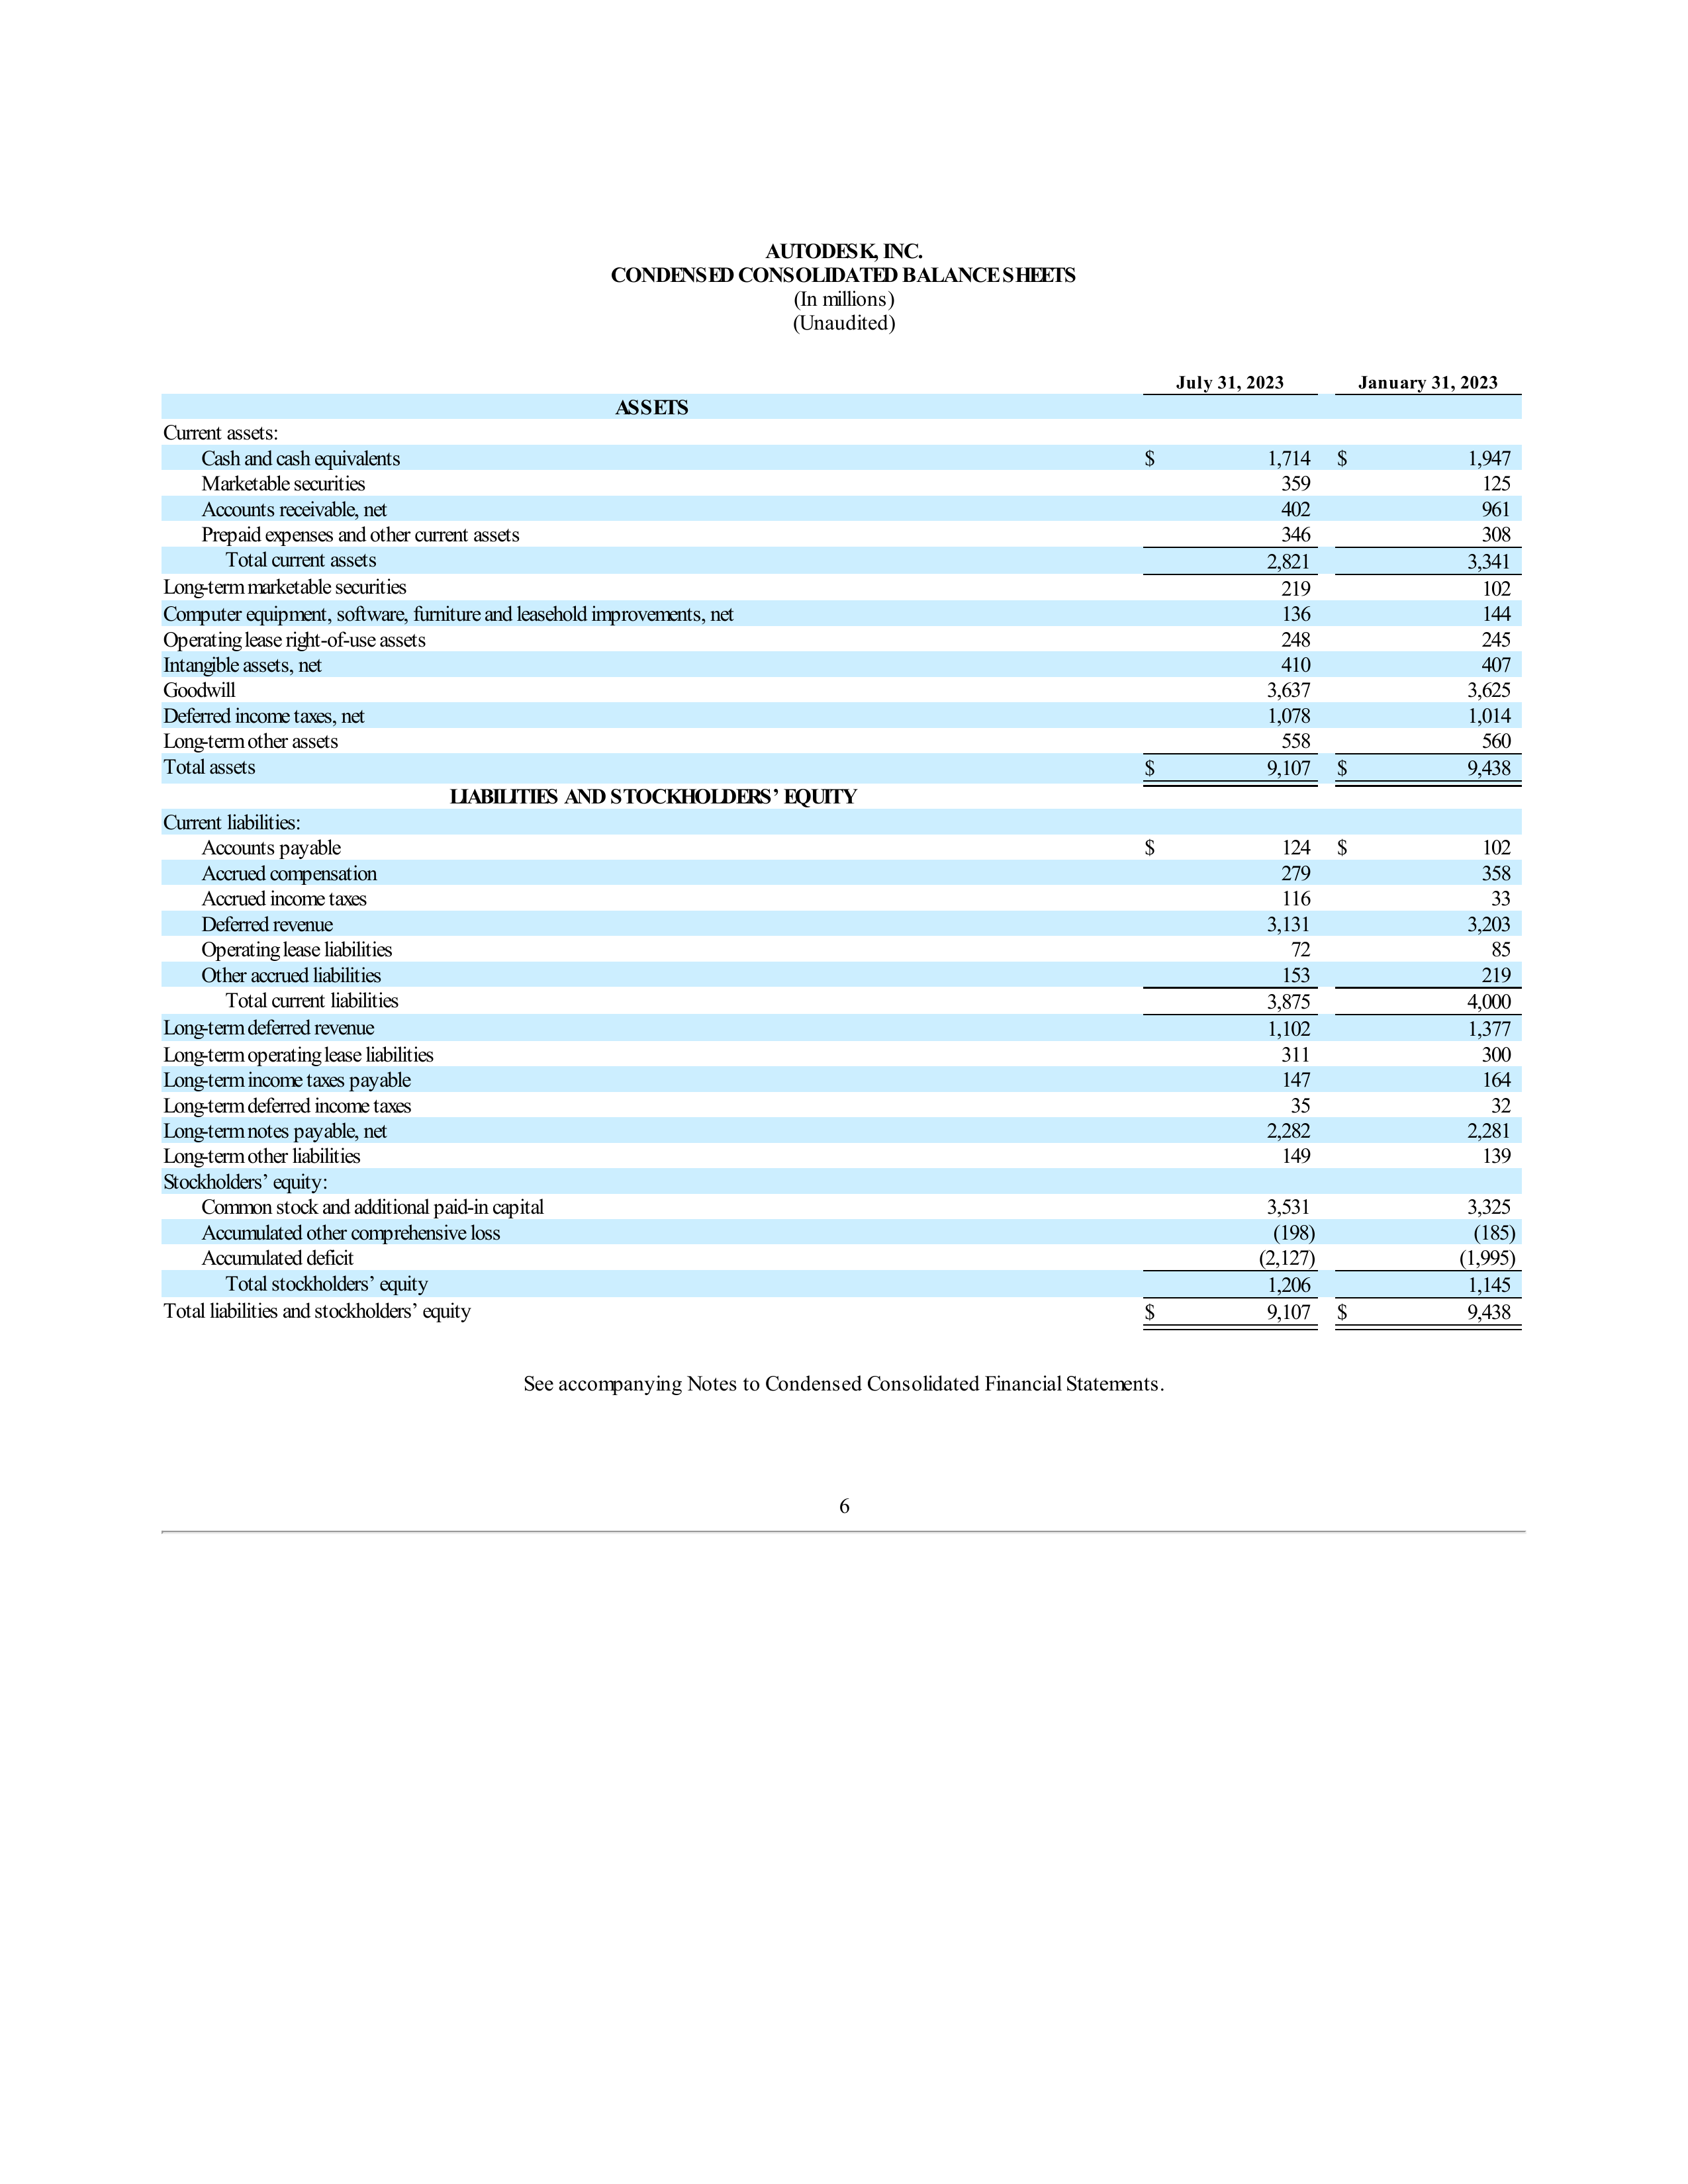 AUTODESK, INC.
CONDENSED CONSOLIDATED BALANCE SHEETS
(In millions)
(Unaudited)
July 31, 2023 January 31, 2023
ASSETS
Current assets:
Cash and cash equivalents $ 1,714 $ 1,947
Marketable securities 359 125
Accounts receivable, net 402 961
Prepaid expenses and other current assets 346 308
Total current assets 2,821 3,341
Long-term marketable securities 219 102
Computer equipment, software, furniture and leasehold improvements, net 136 144
Operating lease right-of-use assets 248 245
Intangible assets, net 410 407
Goodwill 3,637 3,625
Deferred income taxes, net 1,078 1,014
Long-term other assets 558 560
Total assets $ 9,107 $ 9,438
LIABILITIES AND STOCKHOLDERS’ EQUITY
Current liabilities:
Accounts payable $ 124 $ 102
Accrued compensation 279 358
Accrued income taxes 116 33
Deferred revenue 3,131 3,203
Operating lease liabilities 72 85
Other accrued liabilities 153 219
Total current liabilities 3,875 4,000
Long-term deferred revenue 1,102 1,377
Long-term operating lease liabilities 311 300
Long-term income taxes payable 147 164
Long-term deferred income taxes 35 32
Long-term notes payable, net 2,282 2,281
Long-term other liabilities 149 139
Stockholders’ equity:
Common stock and additional paid-in capital 3,531 3,325
Accumulated other comprehensive loss (198) (185)
Accumulated deficit (2,127) (1,995)
Total stockholders’ equity 1,206 1,145
Total liabilities and stockholders’ equity $ 9,107 $ 9,438
See accompanying Notes to Condensed Consolidated Financial Statements.
6